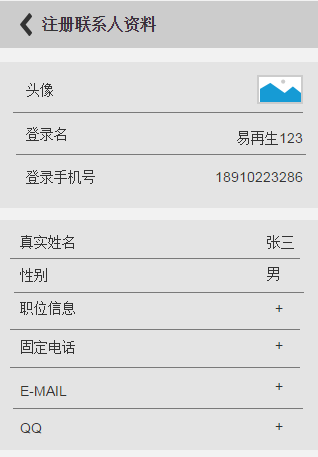 注册联系人资料
头像
登录名 易再生123
登录手机号 18910223286
真实姓名 张三
性别 男
职位信息 +
固定电话 +
E-MAIL +
QQ +